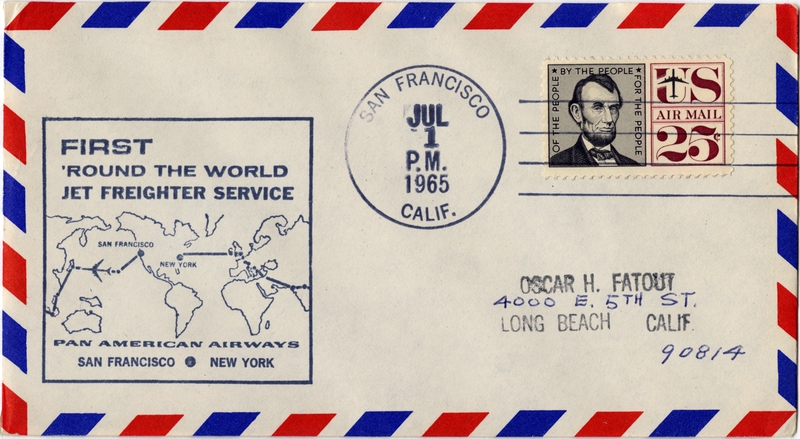 FIRST
'ROUND THE WORLD
JET FREIGHTER SERVICE
SAN FRANCISCO
NEW YORK
PAN AMERICAN AIRWAYS
SAN FRANCISCO NEW YORK
SAN FRANCISCO
JUL
1
P.M.
1965
CALIF.
OF THE PEOPLE ★ BY THE PEOPLE ★ FOR THE PEOPLE
US
AIR MAIL
25¢
OSCAR H. FATOUT
4000 E. 5TH ST.
LONG BEACH CALIF.
90814